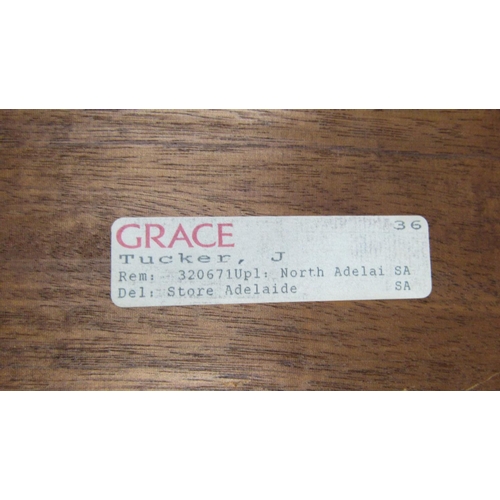 GRACE 36
Tucker, J
Rem: 320671Upl: North Adelai SA
Del: Store Adelaide SA